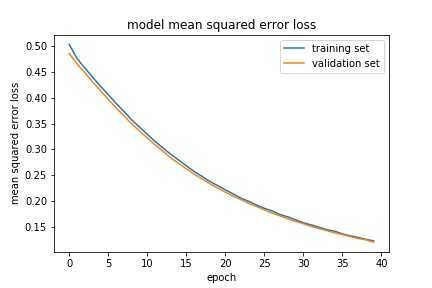 model mean squared error loss
training set
validation set
mean squared error loss
0.50
0.45
0.40
0.35
0.30
0.25
0.20
0.15
0 5 10 15 20 25 30 35 40
epoch